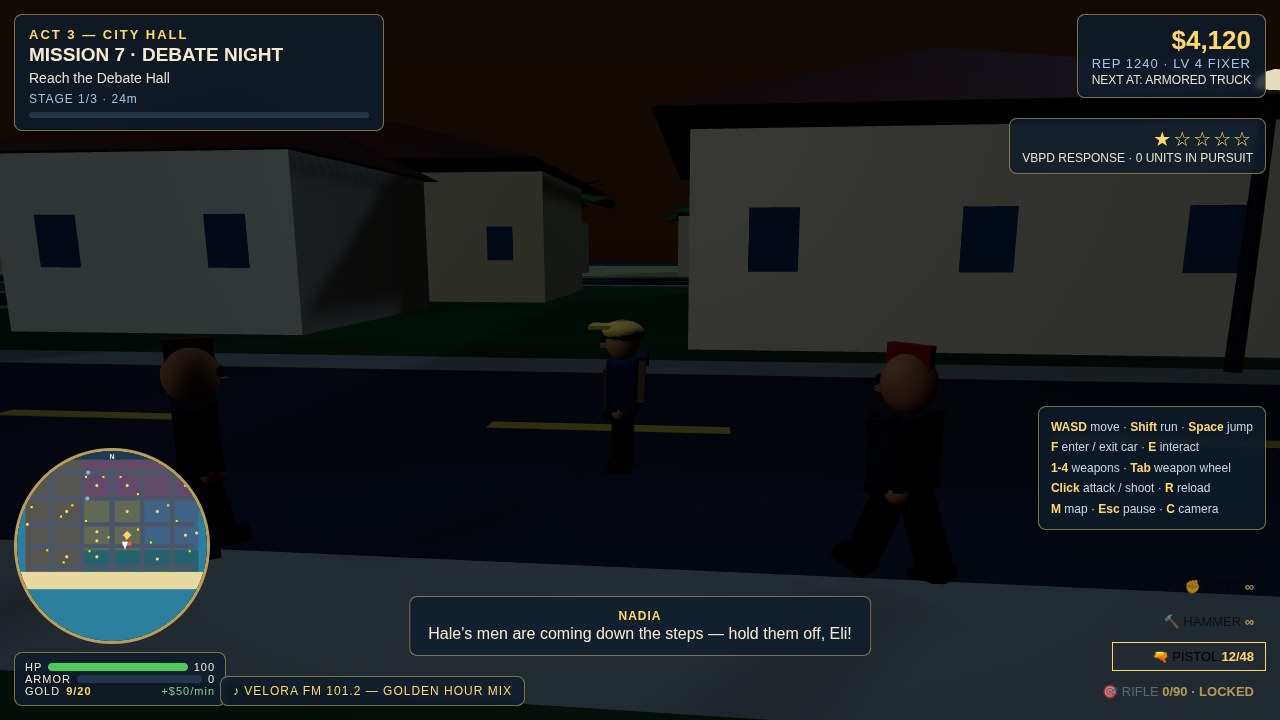 ACT 3 — CITY HALL
MISSION 7 · DEBATE NIGHT
Reach the Debate Hall
STAGE 1/3 · 24m
$4,120
REP 1240 · LV 4 FIXER
NEXT AT: ARMORED TRUCK
★☆☆☆☆
VBPD RESPONSE · 0 UNITS IN PURSUIT
WASD move · Shift run · Space jump
F enter / exit car · E interact
1-4 weapons · Tab weapon wheel
Click attack / shoot · R reload
M map · Esc pause · C camera
N
∞
HAMMER ∞
PISTOL 12/48
RIFLE 0/90 · LOCKED
NADIA
Hale’s men are coming down the steps — hold them off, Eli!
HP 100
ARMOR 0
GOLD 9/20 +$50/min
♪ VELORA FM 101.2 — GOLDEN HOUR MIX